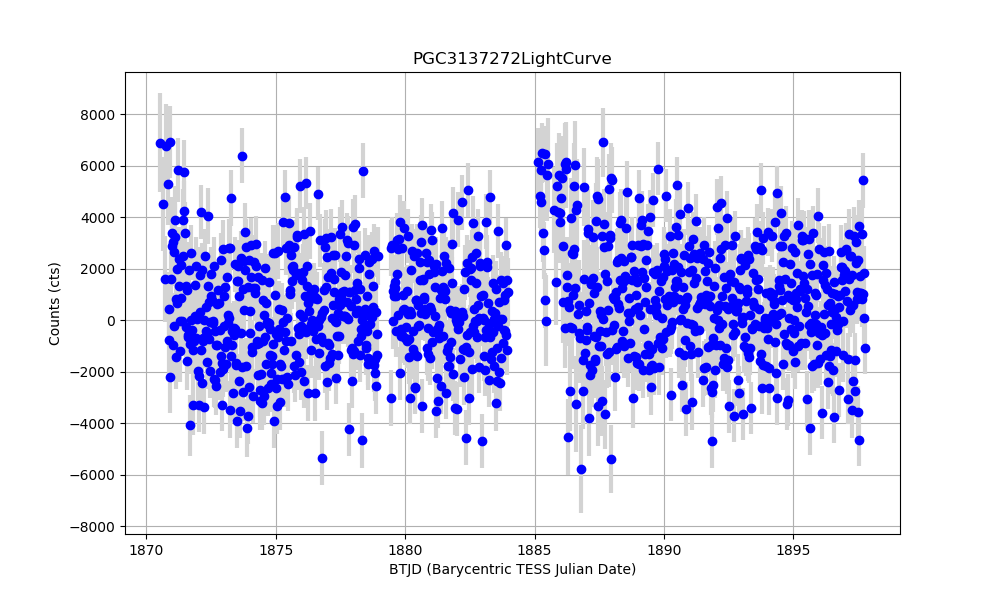 PGC3137272LightCurve
8000
6000
4000
2000
0
−2000
−4000
−6000
−8000
Counts (cts)
1870 1875 1880 1885 1890 1895
BTJD (Barycentric TESS Julian Date)